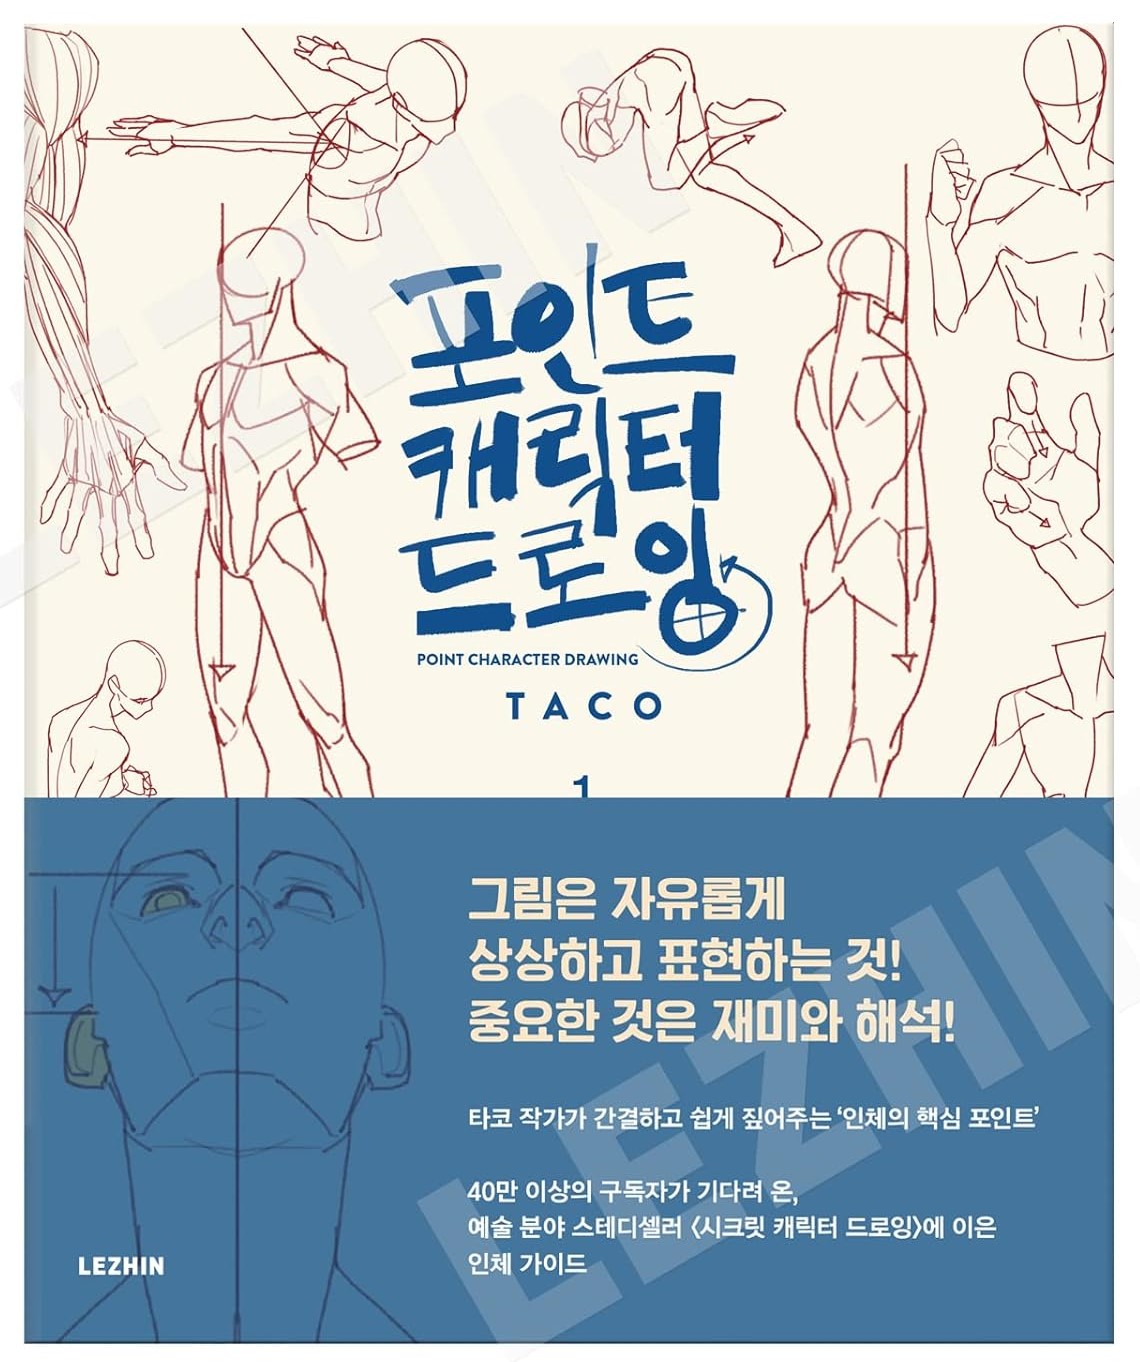 포인트
캐릭터
드로잉
POINT CHARACTER DRAWING
TACO
1
그림은 자유롭게
상상하고 표현하는 것!
중요한 것은 재미와 해석!
타코 작가가 간결하고 쉽게 짚어주는 ‘인체의 핵심 포인트’
40만 이상의 구독자가 기다려 온,
예술 분야 스테디셀러 〈시크릿 캐릭터 드로잉〉에 이은
인체 가이드
LEZHIN
LEZHIN
LEZHIN